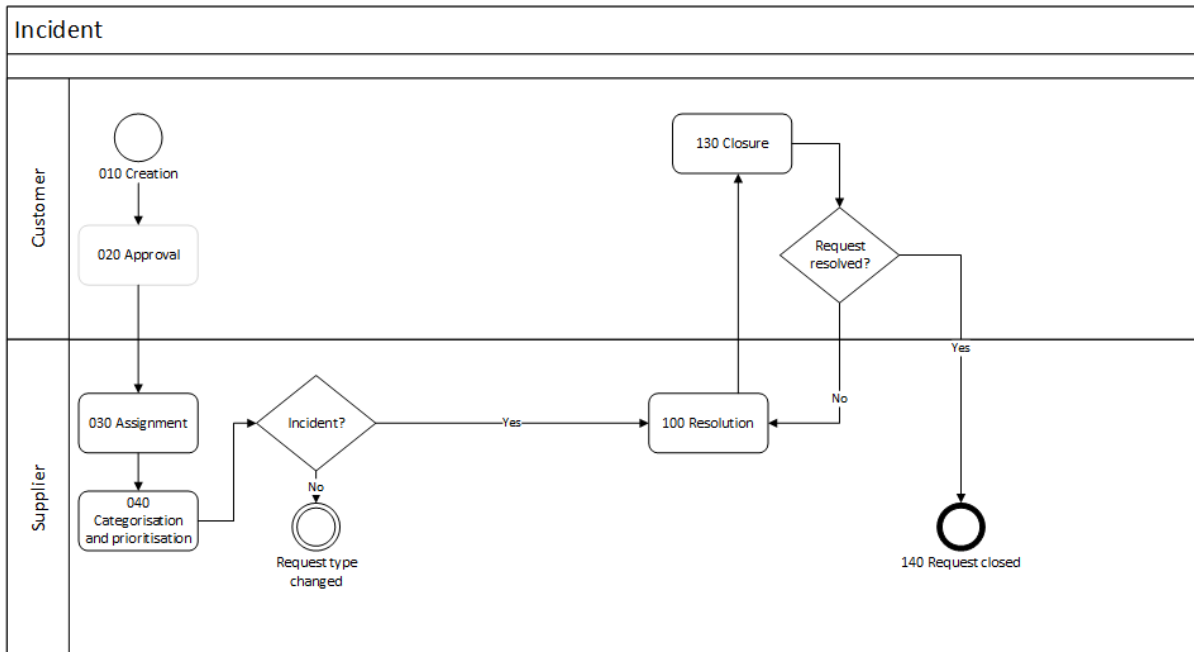 Incident
Customer
010 Creation
020 Approval
130 Closure
Request
resolved?
Yes
No
Supplier
030 Assignment
Incident?
Yes
100 Resolution
040
Categorisation
and prioritisation
No
Request type
changed
140 Request closed